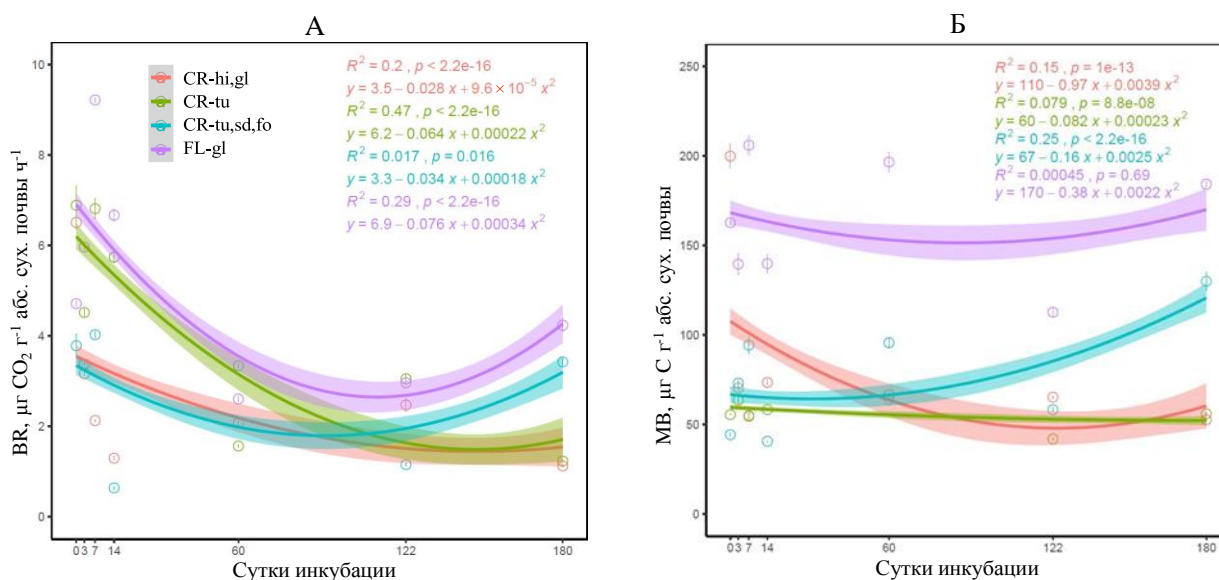 А
BR, µг CO₂ г⁻¹ абс. сух. почвы ч⁻¹
10
8
6
4
2
0
CR-hi,gl
CR-tu
CR-tu,sd,fo
FL-gl
R² = 0.2 , p < 2.2e-16
y = 3.5 − 0.028 x + 9.6 × 10⁻⁵ x²
R² = 0.47 , p < 2.2e-16
y = 6.2 − 0.064 x + 0.00022 x²
R² = 0.017 , p = 0.016
y = 3.3 − 0.034 x + 0.00018 x²
R² = 0.29 , p < 2.2e-16
y = 6.9 − 0.076 x + 0.00034 x²
0 3 7 14 60 122 180
Сутки инкубации
Б
МВ, µг С г⁻¹ абс. сух. почвы
250
200
150
100
50
0
R² = 0.15 , p = 1e-13
y = 110 − 0.97 x + 0.0039 x²
R² = 0.079 , p = 8.8e-08
y = 60 − 0.082 x + 0.00023 x²
R² = 0.25 , p < 2.2e-16
y = 67 − 0.16 x + 0.0025 x²
R² = 0.00045 , p = 0.69
y = 170 − 0.38 x + 0.0022 x²
0 3 7 14 60 122 180
Сутки инкубации